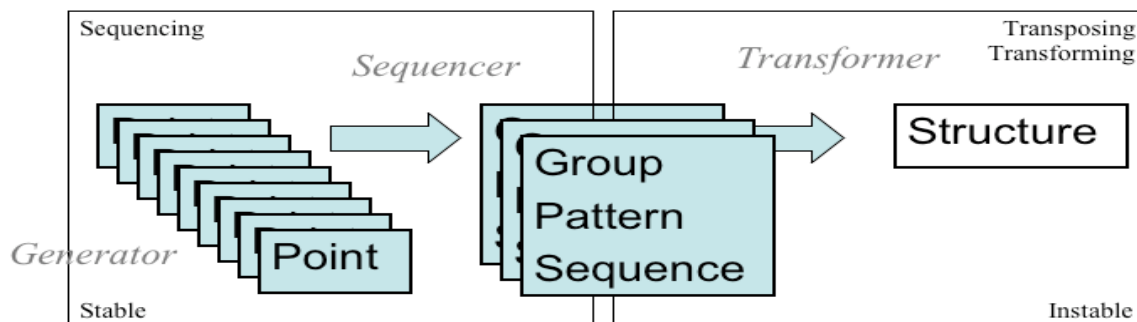 Sequencing
Transposing
Transforming
Sequencer
Transformer
Point
Group
Pattern
Sequence
Structure
Generator
Stable
Instable